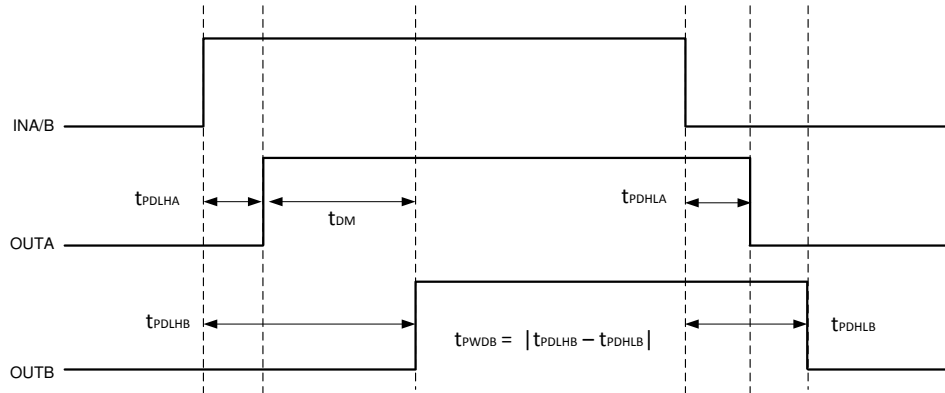 INA/B
tPDLHA
tDM
tPDHLA
OUTA
tPDLHB
tPWDB = |tPDLHB – tPDHLB|
tPDHLB
OUTB